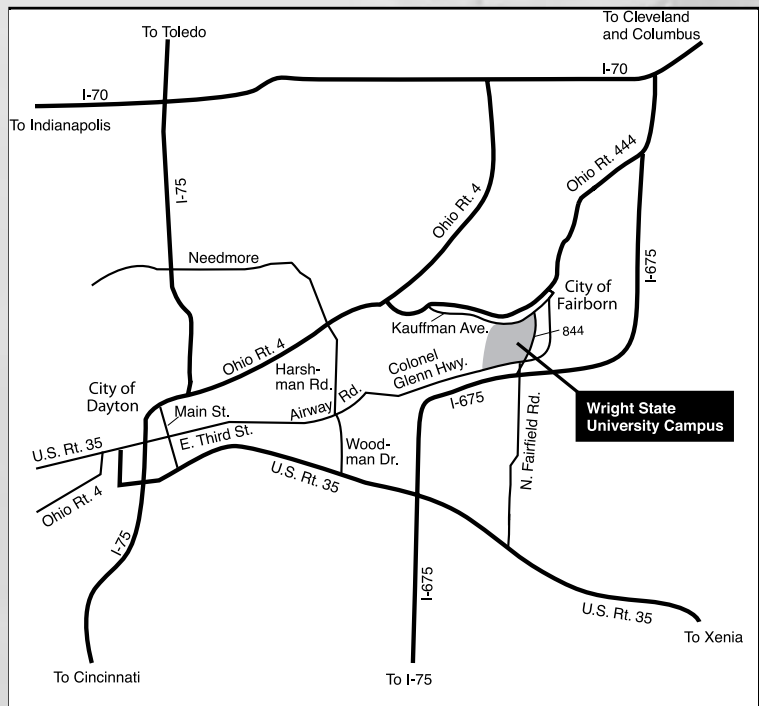 To Cleveland
and Columbus
To Toledo
I-70
I-70
To Indianapolis
Ohio Rt. 444
I-75
Ohio Rt. 4
Needmore
I-675
City of
Fairborn
Kauffman Ave.
844
Ohio Rt. 4
Harsh-
man Rd.
Colonel
Glenn Hwy.
City of
Dayton
Main St.
Airway Rd.
I-675
Wright State
University Campus
E. Third St.
U.S. Rt. 35
Wood-
man Dr.
N. Fairfield Rd.
U.S. Rt. 35
Ohio Rt. 4
I-75
I-675
U.S. Rt. 35
To Xenia
To Cincinnati
To I-75